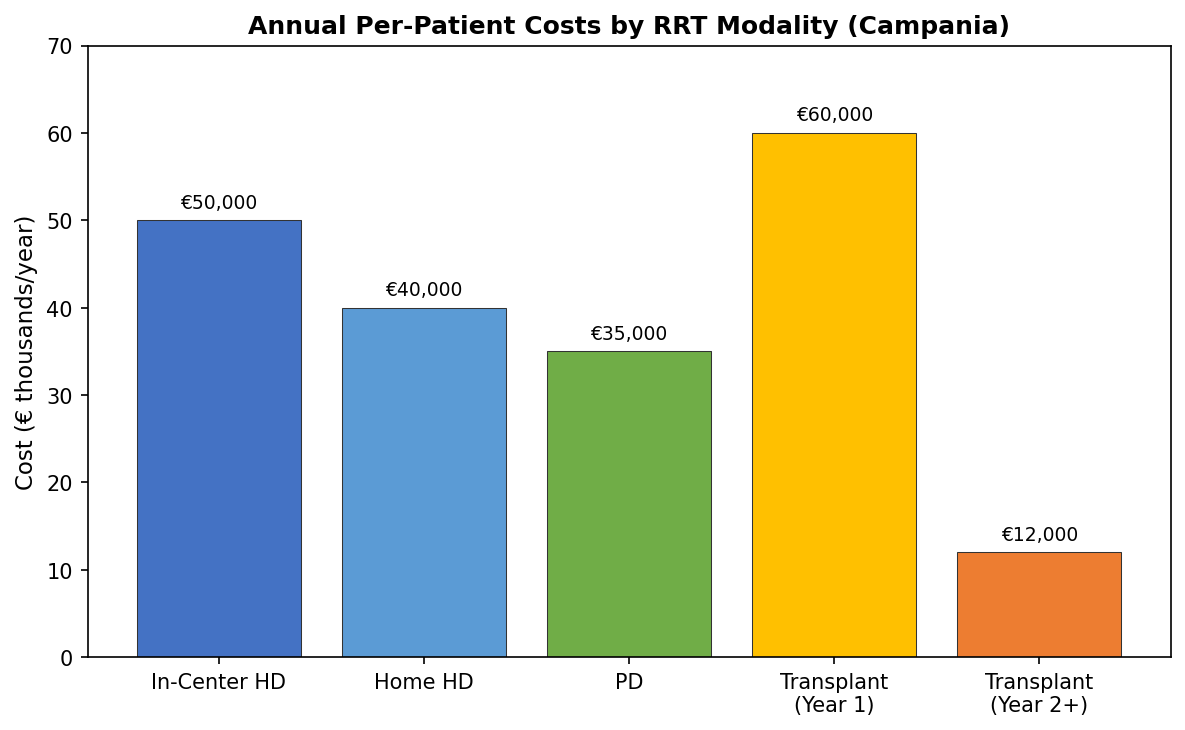 Annual Per-Patient Costs by RRT Modality (Campania)
Cost (€ thousands/year)
70
60
50
40
30
20
10
0
€50,000
€40,000
€35,000
€60,000
€12,000
In-Center HD
Home HD
PD
Transplant
(Year 1)
Transplant
(Year 2+)